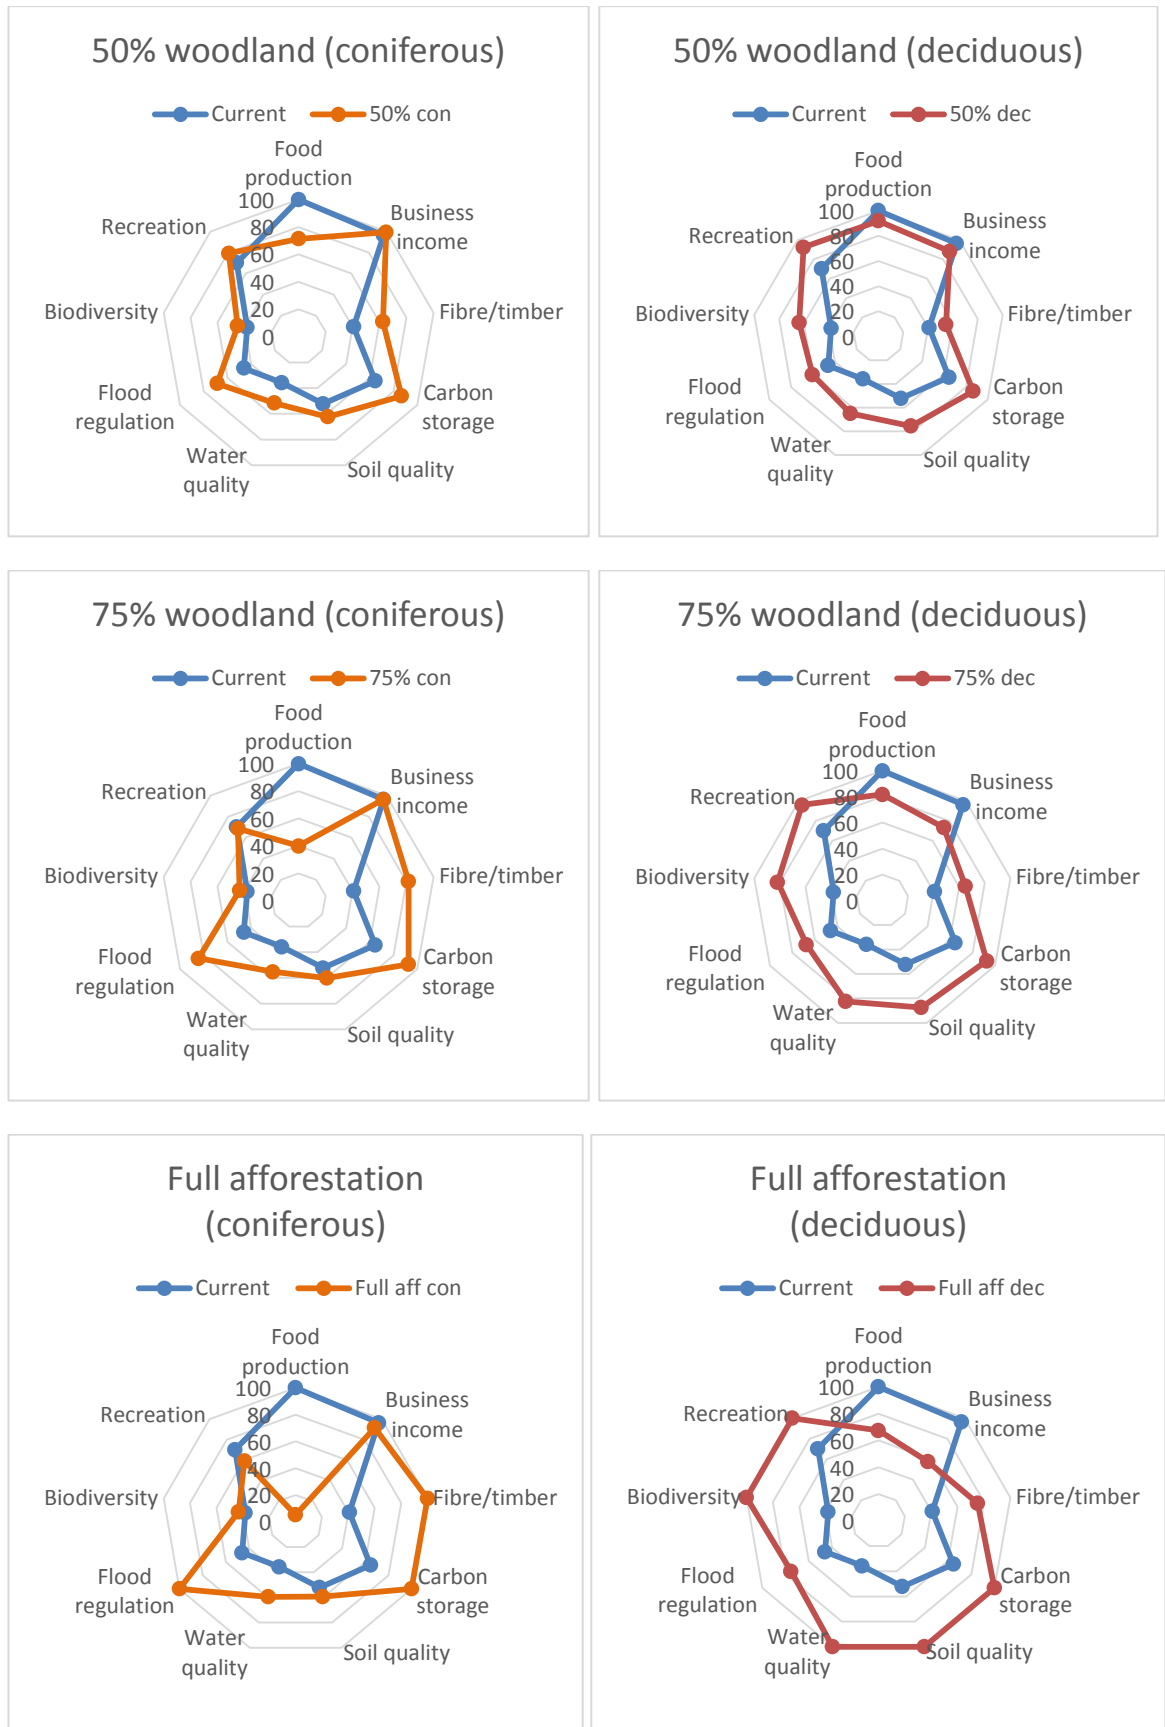 50% woodland (coniferous)
Current 50% con
Food
production
100
80
60
40
20
0
Business
income
Fibre/timber
Carbon
storage
Soil quality
Water
quality
Flood
regulation
Biodiversity
Recreation
50% woodland (deciduous)
Current 50% dec
Food
production
100
80
60
40
20
0
Business
income
Fibre/timber
Carbon
storage
Soil quality
Water
quality
Flood
regulation
Biodiversity
Recreation
75% woodland (coniferous)
Current 75% con
Food
production
100
80
60
40
20
0
Business
income
Fibre/timber
Carbon
storage
Soil quality
Water
quality
Flood
regulation
Biodiversity
Recreation
75% woodland (deciduous)
Current 75% dec
Food
production
100
80
60
40
20
0
Business
income
Fibre/timber
Carbon
storage
Soil quality
Water
quality
Flood
regulation
Biodiversity
Recreation
Full afforestation
(coniferous)
Current Full aff con
Food
production
100
80
60
40
20
0
Business
income
Fibre/timber
Carbon
storage
Soil quality
Water
quality
Flood
regulation
Biodiversity
Recreation
Full afforestation
(deciduous)
Current Full aff dec
Food
production
100
80
60
40
20
0
Business
income
Fibre/timber
Carbon
storage
Soil quality
Water
quality
Flood
regulation
Biodiversity
Recreation